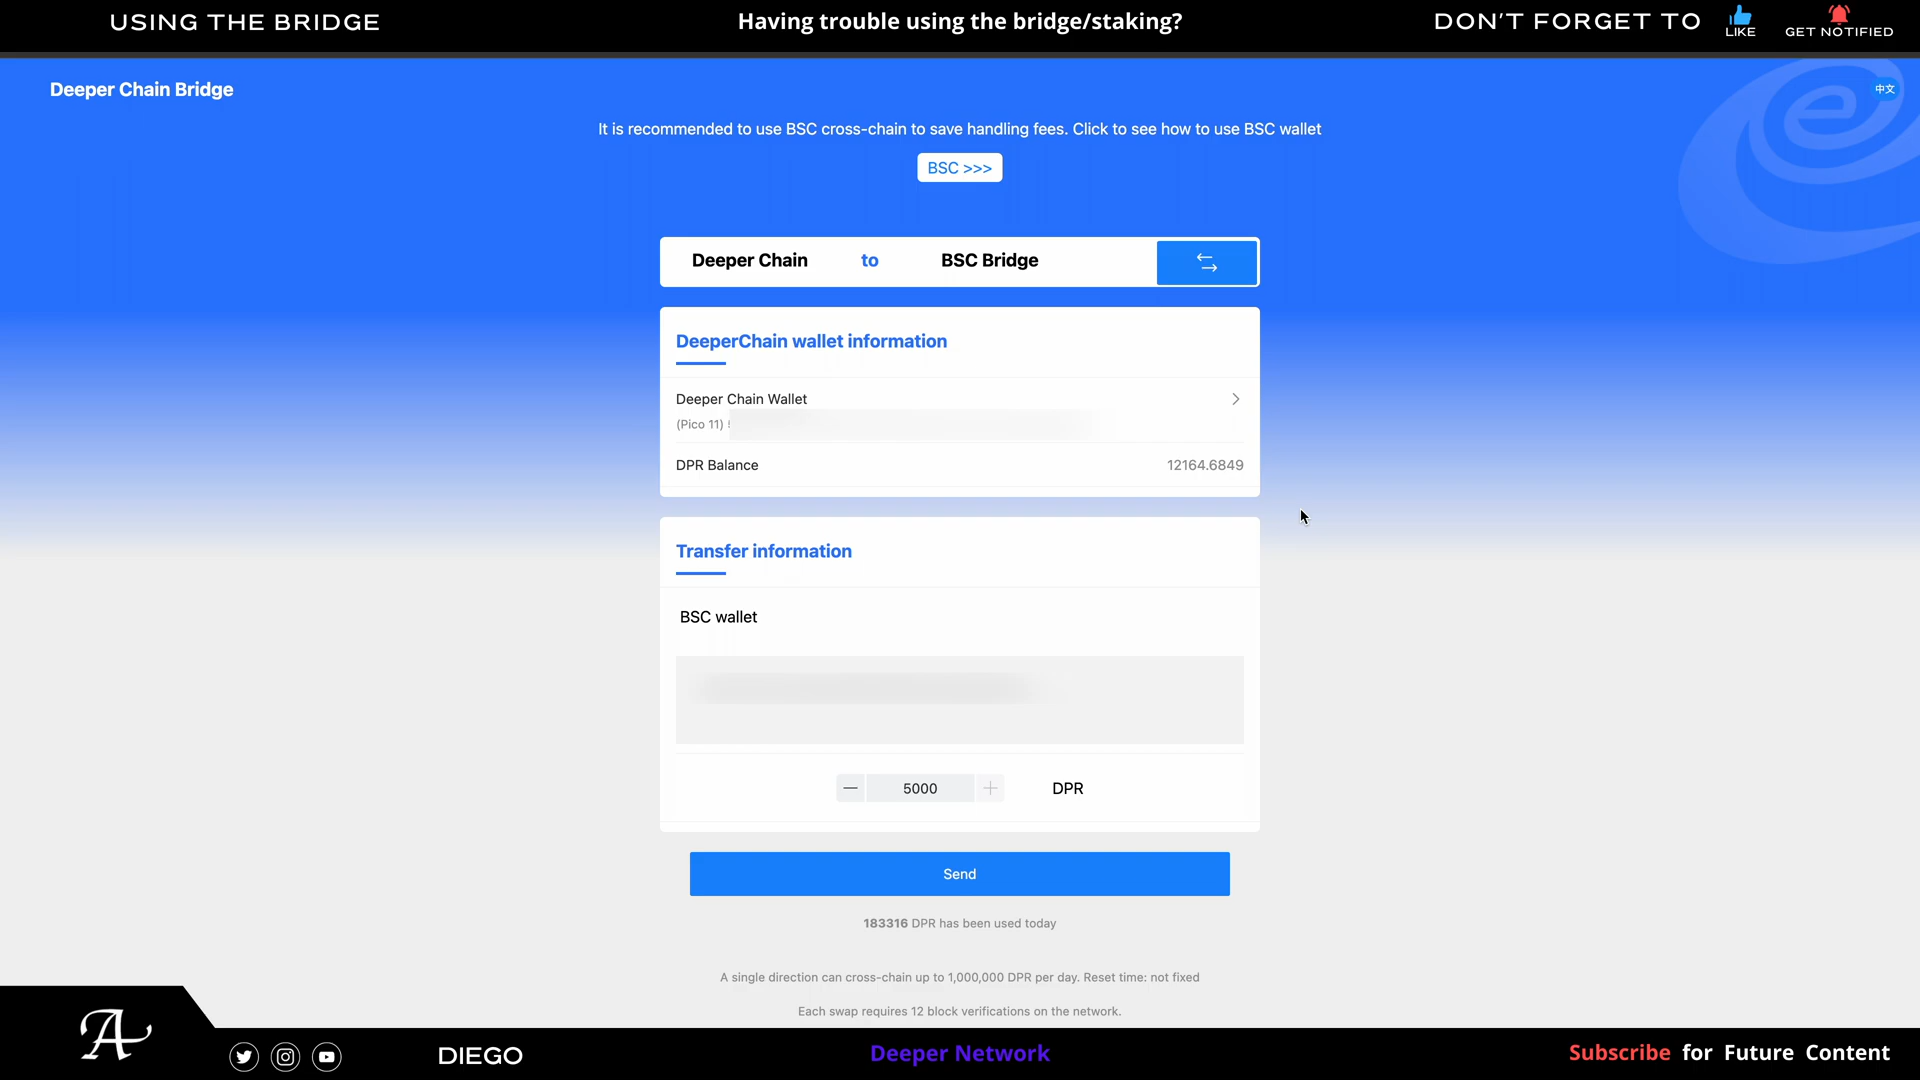 USING THE BRIDGE
Having trouble using the bridge/staking?
DON'T FORGET TO
LIKE
GET NOTIFIED
Deeper Chain Bridge
中文
It is recommended to use BSC cross-chain to save handling fees. Click to see how to use BSC wallet
BSC >>>
Deeper Chain to BSC Bridge
DeeperChain wallet information
Deeper Chain Wallet
(Pico 11)
DPR Balance 12164.6849
Transfer information
BSC wallet
5000 DPR
Send
183316 DPR has been used today
A single direction can cross-chain up to 1,000,000 DPR per day. Reset time: not fixed
Each swap requires 12 block verifications on the network.
A
DIEGO
Deeper Network
Subscribe for Future Content